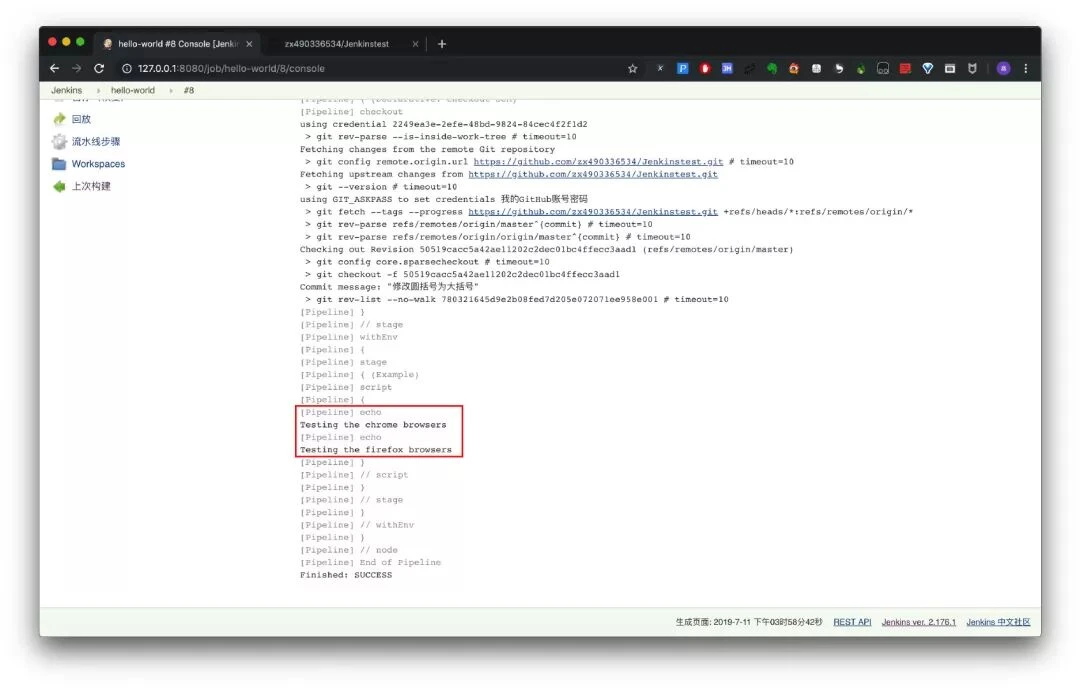 hello-world #8 Console [Jenki
zx490336534/Jenkinstest
127.0.0.1:8080/job/hello-world/8/console
Jenkins
hello-world
#8
回放
流水线步骤
Workspaces
上次构建
[Pipeline] { (Declarative: Checkout SCM)
[Pipeline] checkout
using credential 2249ea3e-2efe-48bd-9824-84cec4f2f1d2
> git rev-parse --is-inside-work-tree # timeout=10
Fetching changes from the remote Git repository
> git config remote.origin.url https://github.com/zx490336534/Jenkinstest.git # timeout=10
Fetching upstream changes from https://github.com/zx490336534/Jenkinstest.git
> git --version # timeout=10
using GIT_ASKPASS to set credentials 我的GitHub账号密码
> git fetch --tags --progress https://github.com/zx490336534/Jenkinstest.git +refs/heads/*:refs/remotes/origin/*
> git rev-parse refs/remotes/origin/master^{commit} # timeout=10
> git rev-parse refs/remotes/origin/origin/master^{commit} # timeout=10
Checking out Revision 50519cacc5a42ae11202c2dec01bc4ffecc3aad1 (refs/remotes/origin/master)
> git config core.sparsecheckout # timeout=10
> git checkout -f 50519cacc5a42ae11202c2dec01bc4ffecc3aad1
Commit message: "修改圆括号为大括号"
> git rev-list --no-walk 780321645d9e2b08fed7d205e072071ee958e001 # timeout=10
[Pipeline] }
[Pipeline] // stage
[Pipeline] withEnv
[Pipeline] {
[Pipeline] stage
[Pipeline] { (Example)
[Pipeline] script
[Pipeline] {
[Pipeline] echo
Testing the chrome browsers
[Pipeline] echo
Testing the firefox browsers
[Pipeline] }
[Pipeline] // script
[Pipeline] }
[Pipeline] // stage
[Pipeline] }
[Pipeline] // withEnv
[Pipeline] }
[Pipeline] // node
[Pipeline] End of Pipeline
Finished: SUCCESS
生成页面: 2019-7-11 下午03时58分42秒
REST API
Jenkins ver. 2.176.1
Jenkins 中文社区